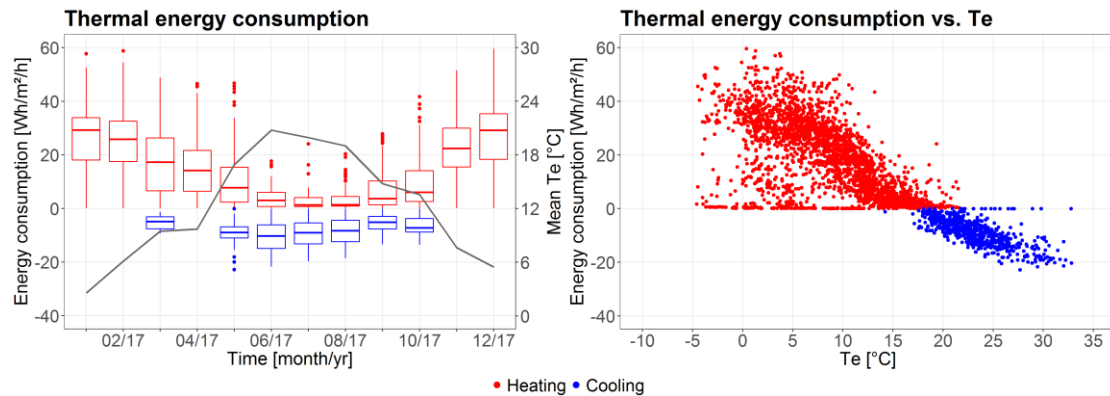 Thermal energy consumption
Energy consumption [Wh/m²/h]
60
40
20
0
-20
-40
30
24
18
12
6
0
Mean Te [°C]
02/17 04/17 06/17 08/17 10/17 12/17
Time [month/yr]
Thermal energy consumption vs. Te
Energy consumption [Wh/m²/h]
60
40
20
0
-20
-40
-10 -5 0 5 10 15 20 25 30 35
Te [°C]
Heating Cooling